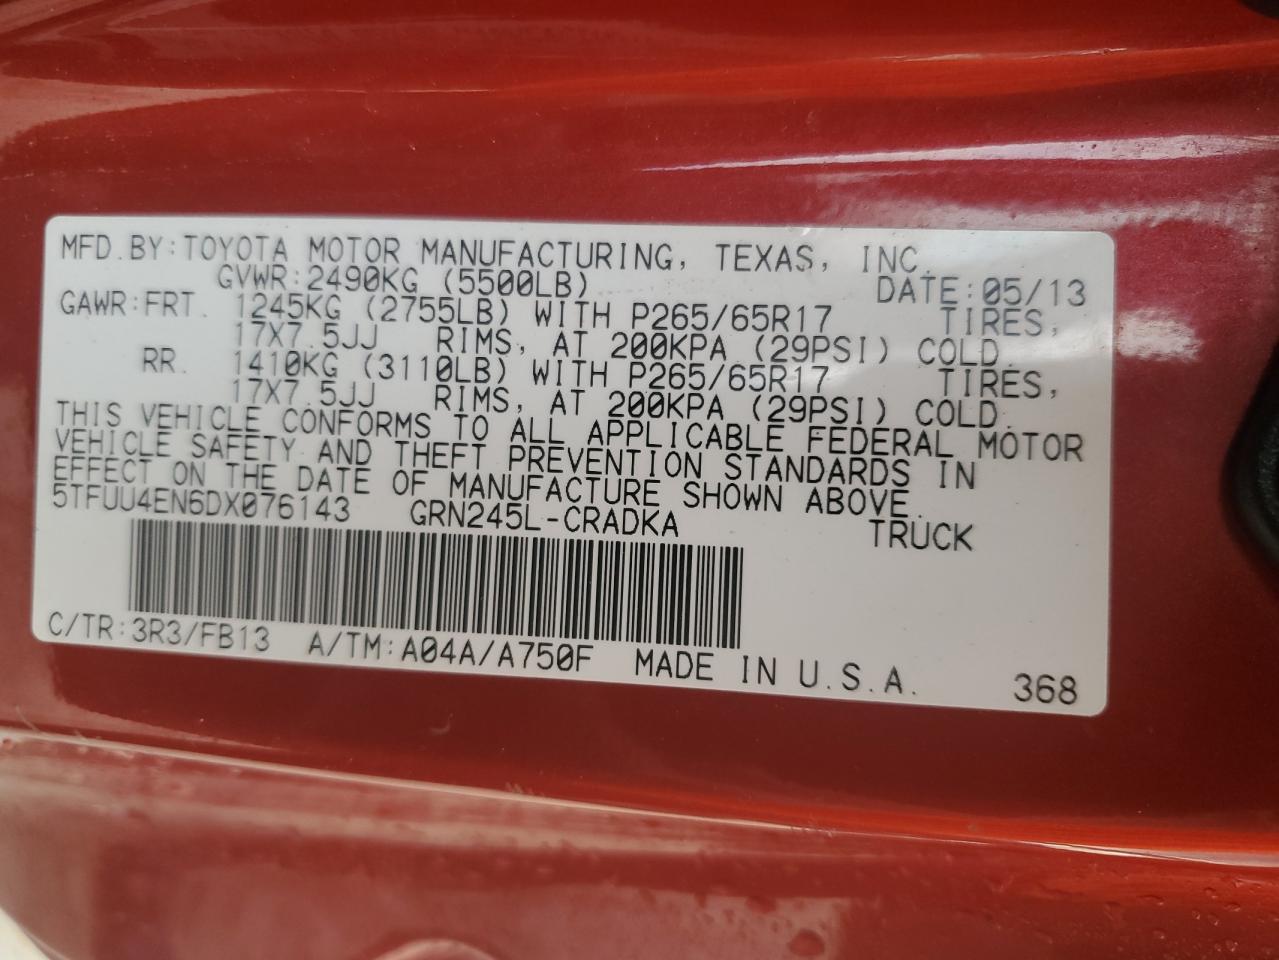 MFD.BY:TOYOTA MOTOR MANUFACTURING, TEXAS, INC.
GVWR:2490KG (5500LB) DATE:05/13
GAWR:FRT. 1245KG (2755LB) WITH P265/65R17 TIRES,
17X7.5JJ RIMS, AT 200KPA (29PSI) COLD.
RR. 1410KG (3110LB) WITH P265/65R17 TIRES,
17X7.5JJ RIMS, AT 200KPA (29PSI) COLD.
THIS VEHICLE CONFORMS TO ALL APPLICABLE FEDERAL MOTOR
VEHICLE SAFETY AND THEFT PREVENTION STANDARDS IN
EFFECT ON THE DATE OF MANUFACTURE SHOWN ABOVE.
5TFUU4EN6DX076143 GRN245L-CRADKA TRUCK
C/TR:3R3/FB13 A/TM:A04A/A750F MADE IN U.S.A. 368